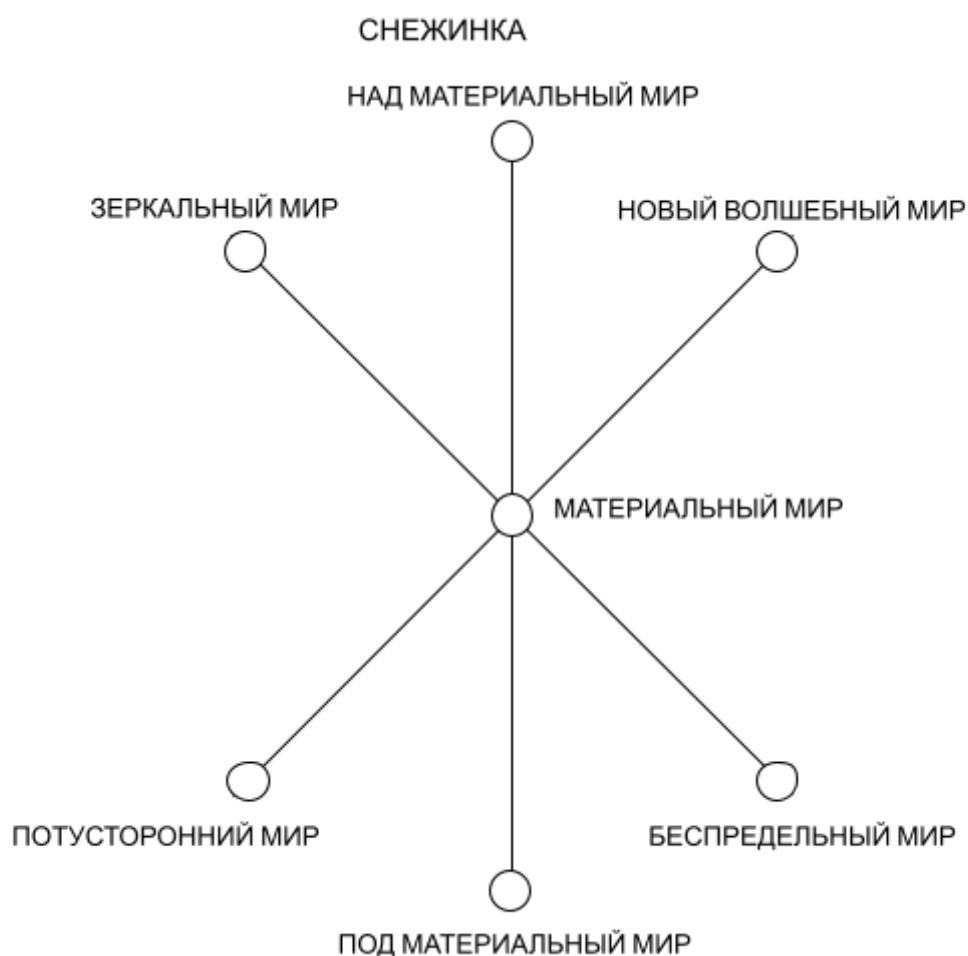 СНЕЖИНКА
НАД МАТЕРИАЛЬНЫЙ МИР
ЗЕРКАЛЬНЫЙ МИР
НОВЫЙ ВОЛШЕБНЫЙ МИР
МАТЕРИАЛЬНЫЙ МИР
ПОТУСТОРОННИЙ МИР
БЕСПРЕДЕЛЬНЫЙ МИР
ПОД МАТЕРИАЛЬНЫЙ МИР